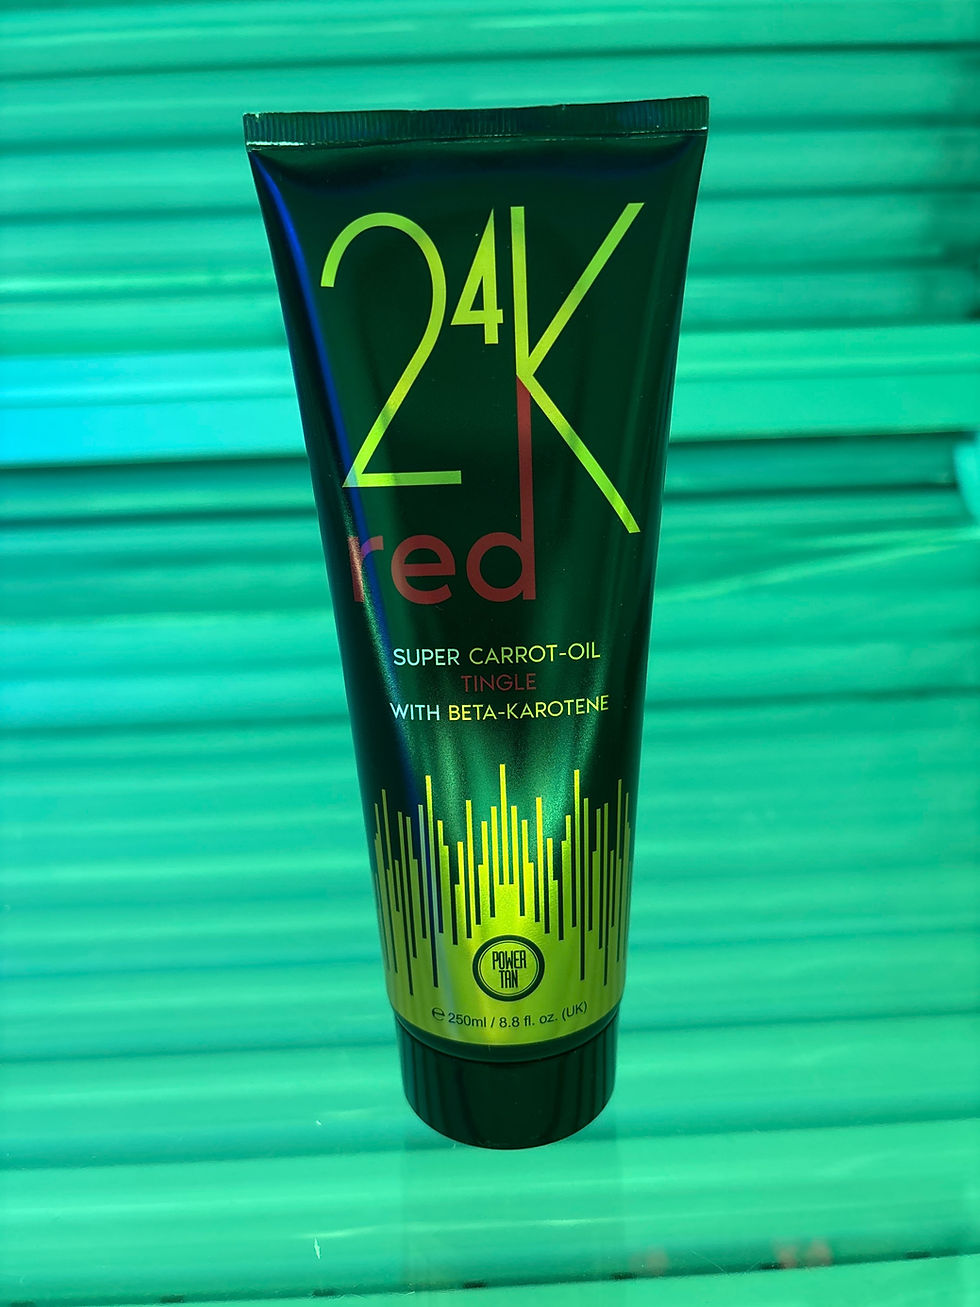 24K
red
SUPER CARROT-OIL
TINGLE
WITH BETA-KAROTENE
POWER
TAN
℮ 250ml / 8.8 fl. oz. (UK)